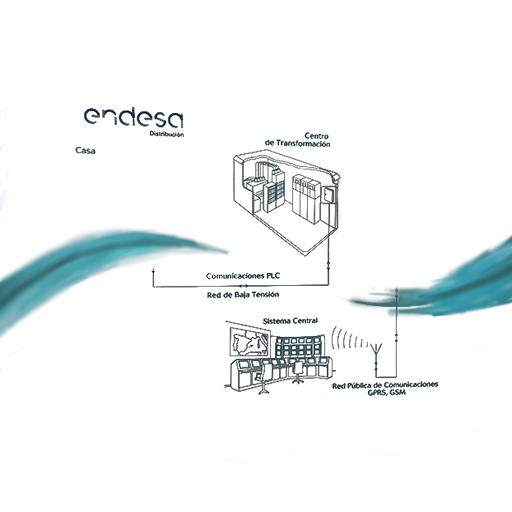 endesa
Distribución
Casa
Centro
de Transformación
Comunicaciones PLC
Red de Baja Tensión
Sistema Central
Red Pública de Comunicaciones
GPRS, GSM